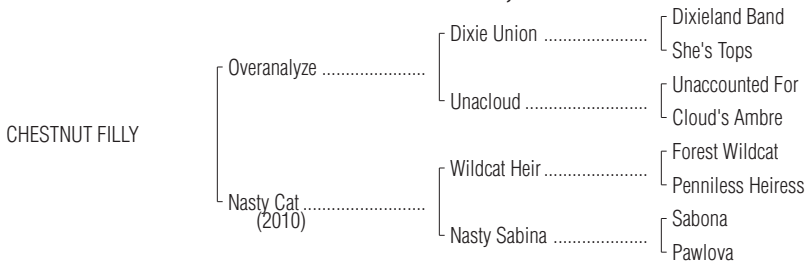 Dixieland Band
Dixie Union ........................
She's Tops
Overanalyze ........................
Unaccounted For
Unacloud ............................
Cloud's Ambre
CHESTNUT FILLY
Forest Wildcat
Wildcat Heir ........................
Penniless Heiress
Nasty Cat ............................
(2010)
Sabona
Nasty Sabina ......................
Pawlova